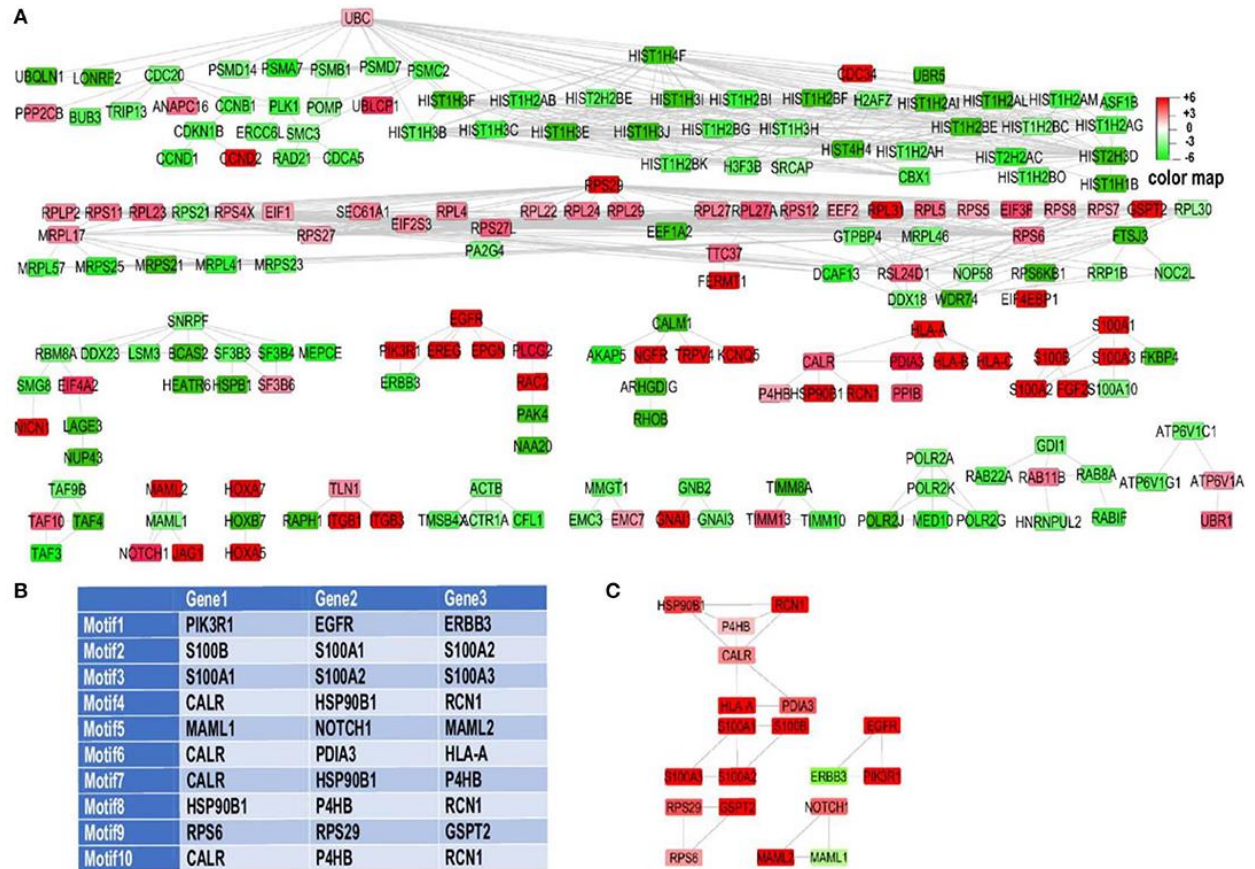 A
UBC
HIST1H4F
UBQLN1 LONRF2 CDC20 PSMD14 PSMA7 PSMB1 PSMD7 PSMC2 CDC34 UBR5
PPP2CB BUB3 TRIP13 ANAPC16 CCNB1 PLK1 POMP UBLCP1 HIST1H3F HIST1H2AB HIST2H2BE HIST1H3I HIST1H2BI HIST1H2BF H2AFZ HIST1H2AI HIST1H2AL HIST1H2AM ASF1B
CDKN1B ERCC6L SMC3 HIST1H3B HIST1H3C HIST1H3E HIST1H3J HIST1H2BG HIST1H3H HIST1H2BE HIST1H2BC HIST1H2AG
CCND1 CCND2 RAD21 CDCA5 HIST1H2BK H3F3B SRCAP HIST4H4 HIST1H2AH HIST2H2AC HIST2H3D
CBX1 HIST1H2BO HIST1H1B
+6
+3
0
-3
-6
color map
RPS29
RPLP2 RPS11 RPL23 RPS21 RPS4X EIF1 SEC61A1 RPL4 RPL22 RPL24 RPL29 RPL27 RPL27A RPS12 EEF2 RPL31 RPL5 RPS5 EIF3F RPS8 RPS7 GSPT2 RPL30
MRPL17 RPS27 EIF2S3 RPS27L EEF1A2 GTPBP4 MRPL46 RPS6 FTSJ3
PA2G4 TTC37
MRPL57 MRPS25 MRPS21 MRPL41 MRPS23 FERMT1 DCAF13 RSL24D1 NOP58 RPS6KB1 RRP1B NOC2L
DDX18 WDR74 EIF4EBP1
SNRPF EGFR CALM1 HLA-A S100A1
RBM8A DDX23 LSM3 BCAS2 SF3B3 SF3B4 MEPCE PIK3R1 EREG EPGN PLCG2 AKAP5 NGFR TRPV4 KCNQ5 CALR PDIA3 HLA-B HLA-C S100B S100A3 FKBP4
SMG8 EIF4A2 HEATR6 HSPB1 SF3B6 ERBB3 RAC2 ARHGDIG P4HB HSP90B1 RCN1 PPIB S100A2 FGF2 S100A10
NICN1 LAGE3 PAK4 RHOB
NUP43 NAA20
TAF9B MAML2 HOXA7 TLN1 ACTB MMGT1 GNB2 TIMM8A POLR2A GDI1 ATP6V1C1
POLR2K RAB22A RAB11B RAB8A ATP6V1G1 ATP6V1A
TAF10 TAF4 MAML1 HOXB7 RAPH1 ITGB1 ITGB3 TMSB4X ACTR1A CFL1 EMC3 EMC7 GNAI GNAI3 TIMM13 TIMM10 POLR2J MED10 POLR2G HNRNPUL2 RABIF UBR1
TAF3 NOTCH1 JAG1 HOXA5
B
Gene1 Gene2 Gene3
Motif1 PIK3R1 EGFR ERBB3
Motif2 S100B S100A1 S100A2
Motif3 S100A1 S100A2 S100A3
Motif4 CALR HSP90B1 RCN1
Motif5 MAML1 NOTCH1 MAML2
Motif6 CALR PDIA3 HLA-A
Motif7 CALR HSP90B1 P4HB
Motif8 HSP90B1 P4HB RCN1
Motif9 RPS6 RPS29 GSPT2
Motif10 CALR P4HB RCN1
C
HSP90B1 RCN1
P4HB
CALR
HLA-A PDIA3
S100A1 S100B EGFR
S100A3 S100A2 ERBB3 PIK3R1
RPS29 GSPT2 NOTCH1
RPS6 MAML2 MAML1